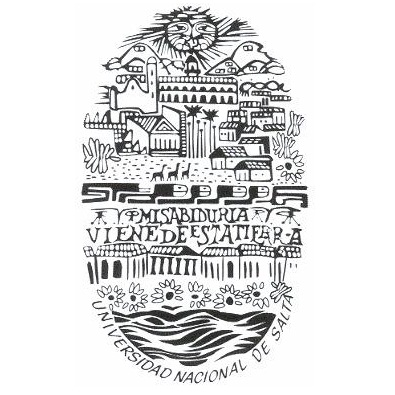 MI SABIDURIA
VIENE DE ESTA TIERRA
UNIVERSIDAD NACIONAL DE SALTA